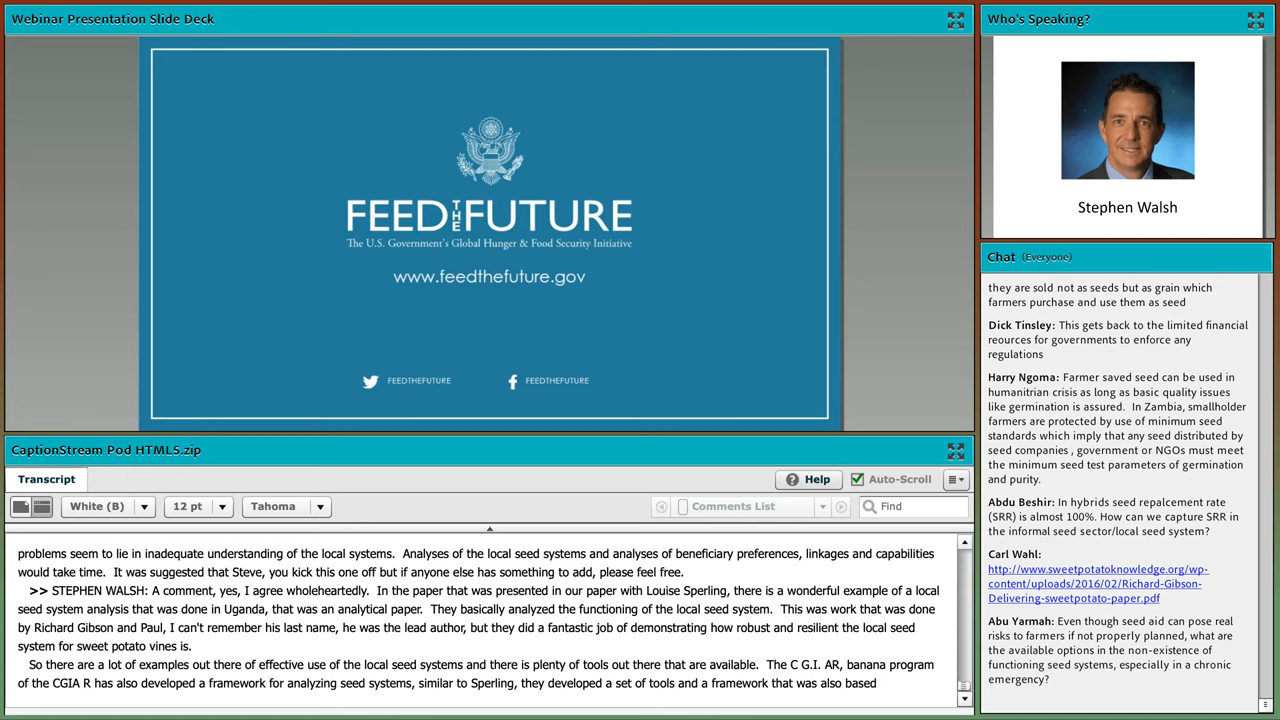 Webinar Presentation Slide Deck
FEED THE FUTURE
The U.S. Government's Global Hunger & Food Security Initiative
www.feedthefuture.gov
FEEDTHEFUTURE
FEEDTHEFUTURE
Who's Speaking?
Stephen Walsh
CaptionStream Pod HTML5.zip
Transcript
Help
Auto-Scroll
White (B)
12 pt
Tahoma
Comments List
Find
problems seem to lie in inadequate understanding of the local systems. Analyses of the local seed systems and analyses of beneficiary preferences, linkages and capabilities
would take time. It was suggested that Steve, you kick this one off but if anyone else has something to add, please feel free.
>> STEPHEN WALSH: A comment, yes, I agree wholeheartedly. In the paper that was presented in our paper with Louise Sperling, there is a wonderful example of a local
seed system analysis that was done in Uganda, that was an analytical paper. They basically analyzed the functioning of the local seed system. This was work that was done
by Richard Gibson and Paul, I can't remember his last name, he was the lead author, but they did a fantastic job of demonstrating how robust and resilient the local seed
system for sweet potato vines is.
So there are a lot of examples out there of effective use of the local seed systems and there is plenty of tools out there that are available. The C G.I. AR, banana program
of the CGIA R has also developed a framework for analyzing seed systems, similar to Sperling, they developed a set of tools and a framework that was also based
Chat (Everyone)
they are sold not as seeds but as grain which
farmers purchase and use them as seed
Dick Tinsley: This gets back to the limited financial
reources for governments to enforce any
regulations
Harry Ngoma: Farmer saved seed can be used in
humanitrian crisis as long as basic quality issues
like germination is assured. In Zambia, smallholder
farmers are protected by use of minimum seed
standards which imply that any seed distributed by
seed companies , government or NGOs must meet
the minimum seed test parameters of germination
and purity.
Abdu Beshir: In hybrids seed repalcement rate
(SRR) is almost 100%. How can we capture SRR in
the informal seed sector/local seed system?
Carl Wahl:
http://www.sweetpotatoknowledge.org/wp-
content/uploads/2016/02/Richard-Gibson-
Delivering-sweetpotato-paper.pdf
Abu Yarmah: Even though seed aid can pose real
risks to farmers if not properly planned, what are
the available options in the non-existence of
functioning seed systems, especially in a chronic
emergency?